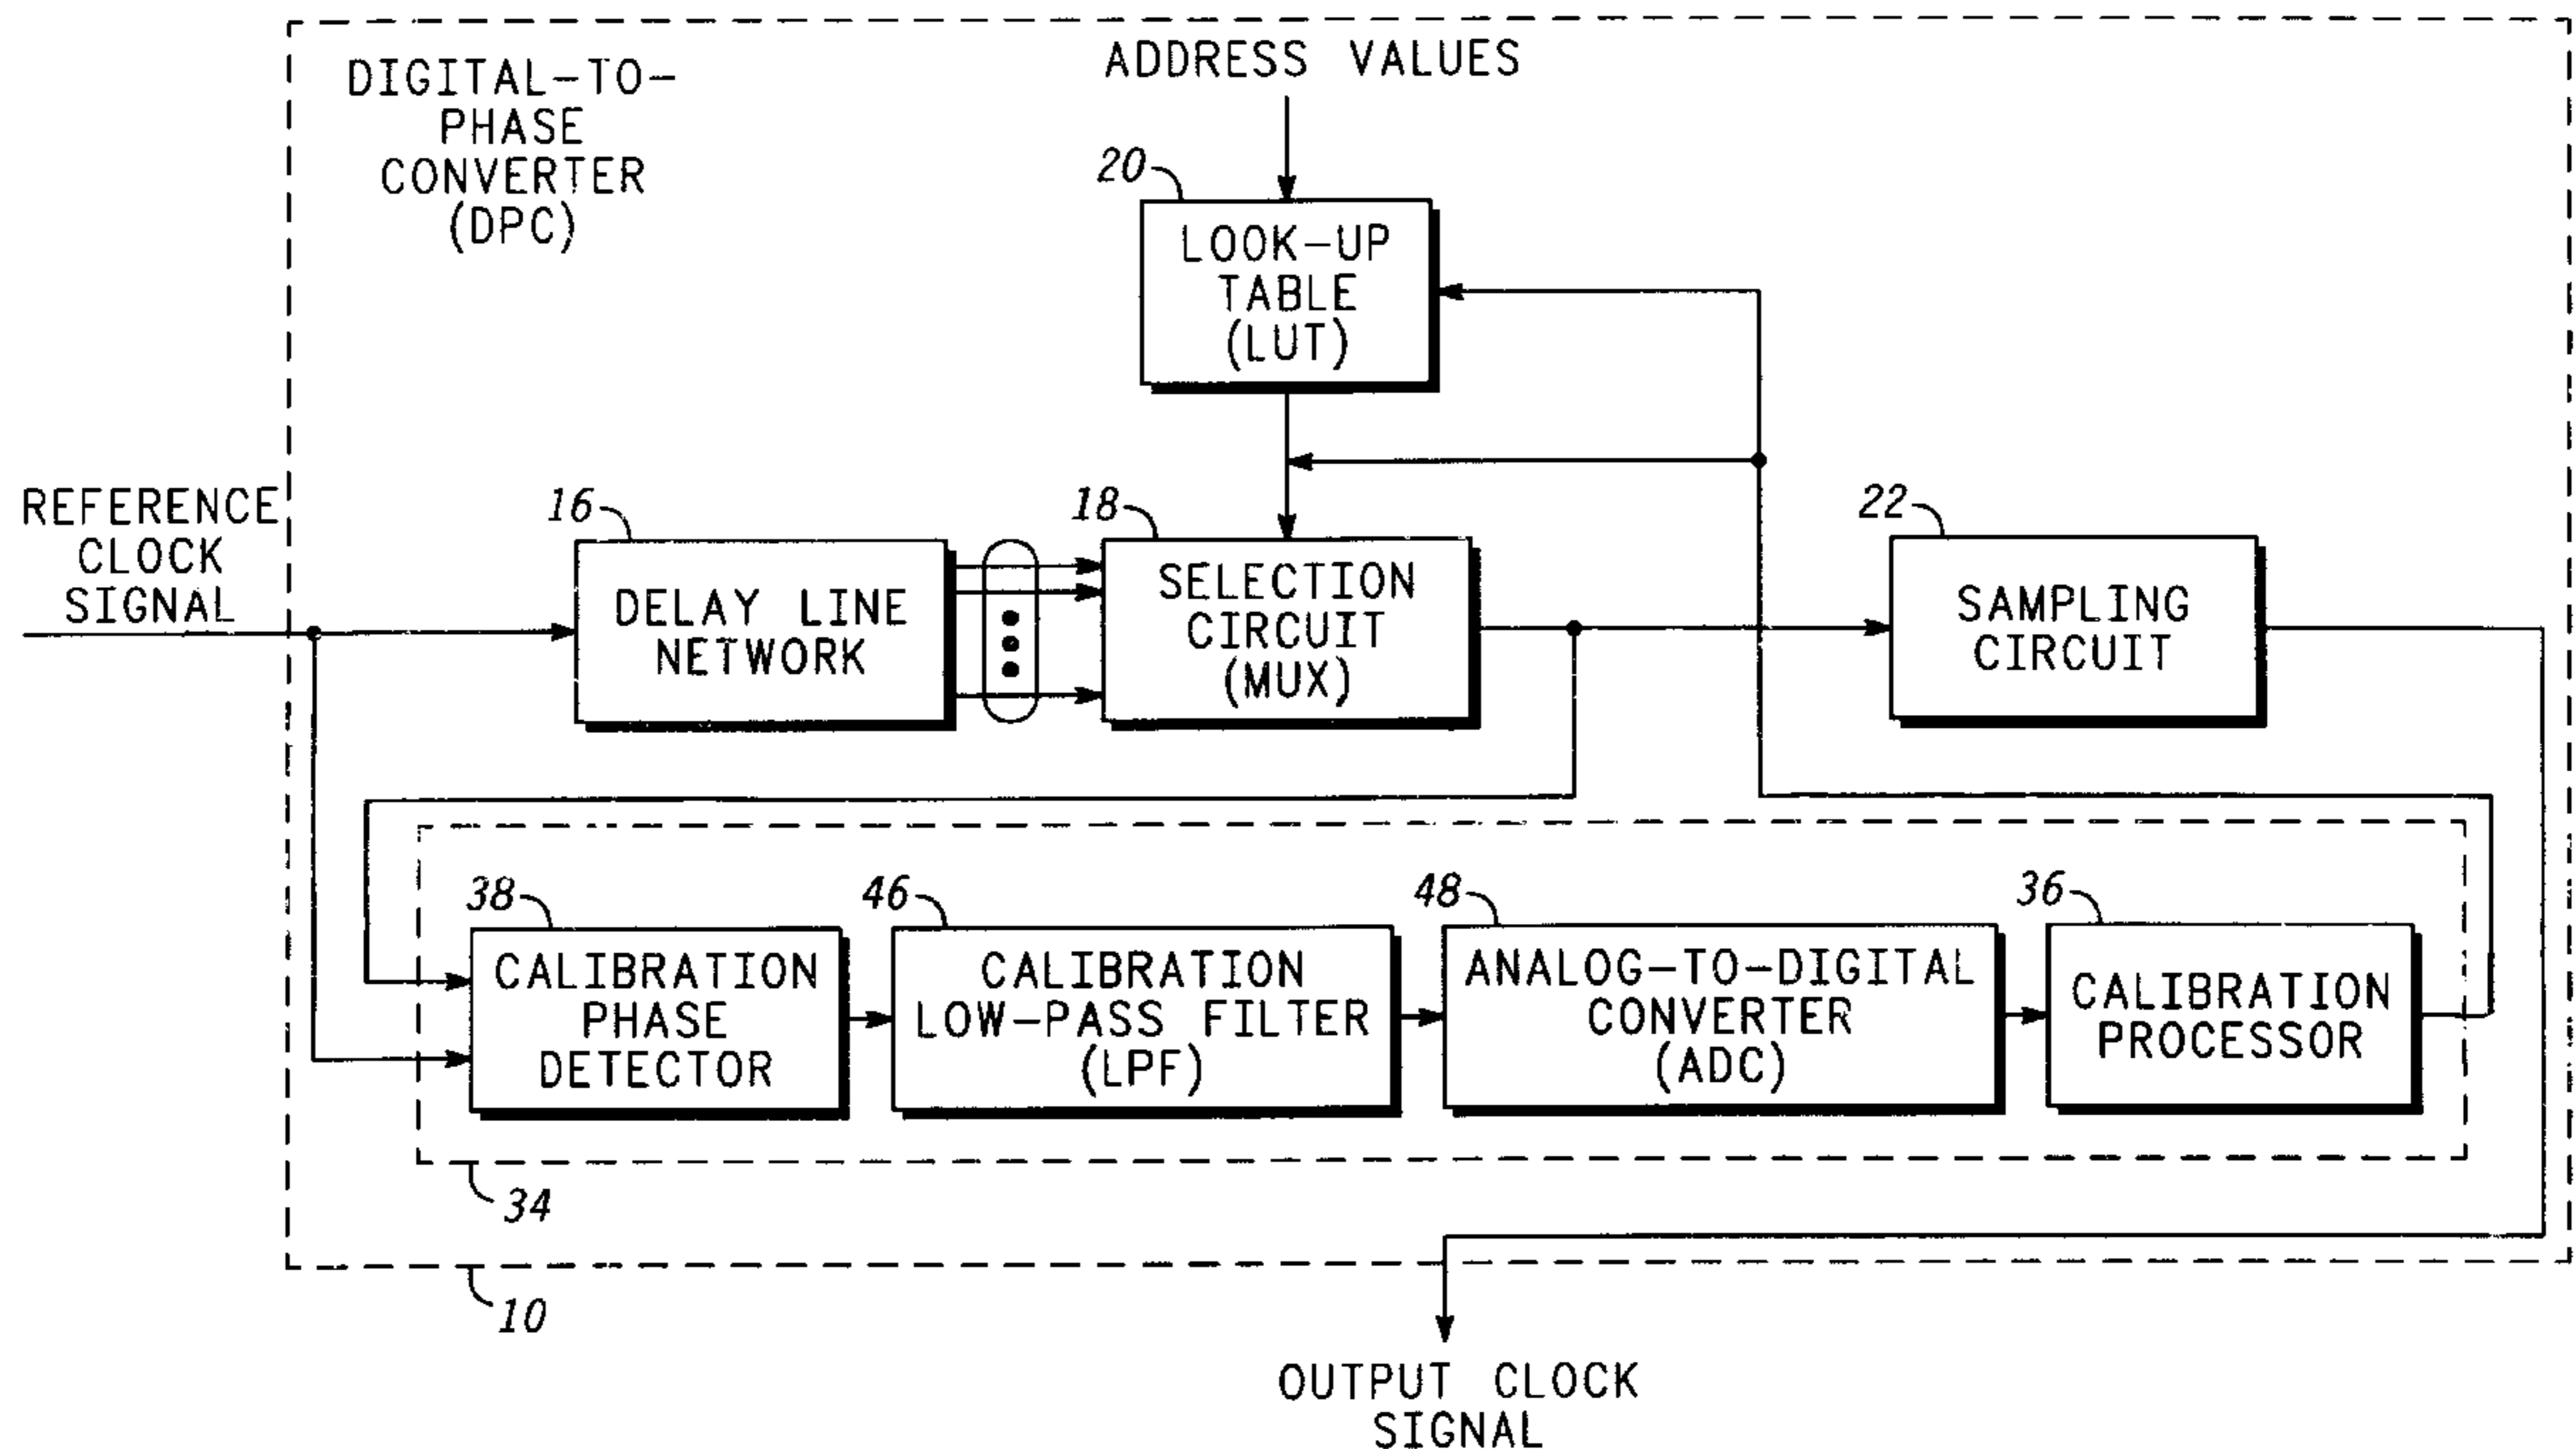 DIGITAL-TO-
PHASE
CONVERTER
(DPC)
ADDRESS VALUES
20
LOOK-UP
TABLE
(LUT)
REFERENCE
CLOCK
SIGNAL
16
DELAY LINE
NETWORK
18
SELECTION
CIRCUIT
(MUX)
22
SAMPLING
CIRCUIT
38
CALIBRATION
PHASE
DETECTOR
46
CALIBRATION
LOW-PASS FILTER
(LPF)
48
ANALOG-TO-DIGITAL
CONVERTER
(ADC)
36
CALIBRATION
PROCESSOR
34
10
OUTPUT CLOCK
SIGNAL